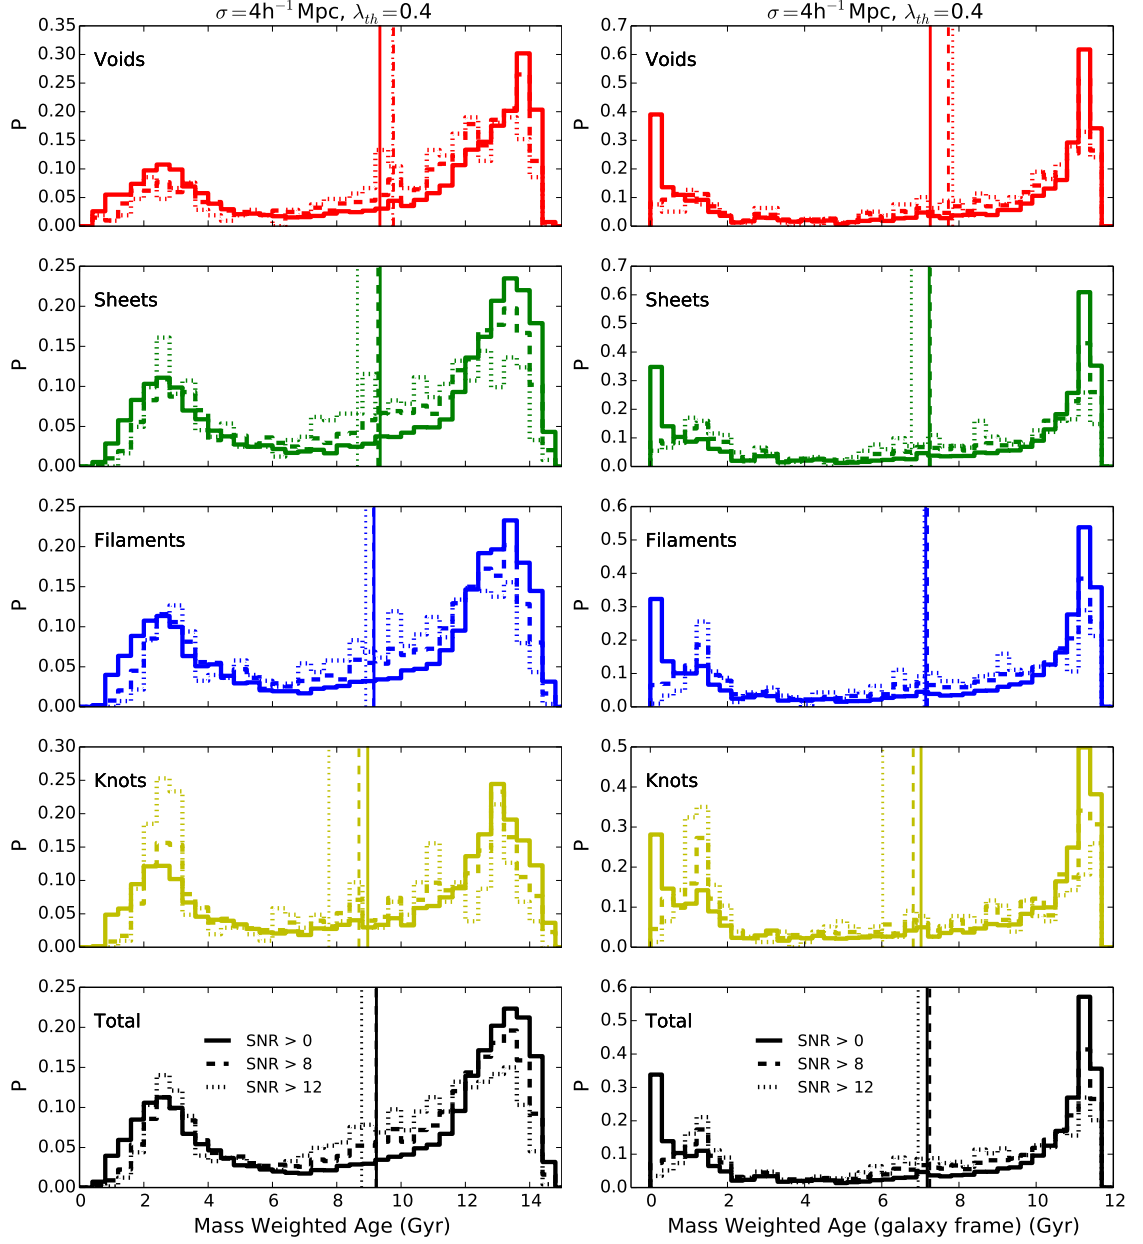 σ=4h⁻¹ Mpc, λ_th=0.4
σ=4h⁻¹ Mpc, λ_th=0.4
Voids
P
0.35
0.30
0.25
0.20
0.15
0.10
0.05
0.00
Voids
P
0.7
0.6
0.5
0.4
0.3
0.2
0.1
0.0
Sheets
P
0.25
0.20
0.15
0.10
0.05
0.00
Sheets
P
0.7
0.6
0.5
0.4
0.3
0.2
0.1
0.0
Filaments
P
0.25
0.20
0.15
0.10
0.05
0.00
Filaments
P
0.6
0.5
0.4
0.3
0.2
0.1
0.0
Knots
P
0.30
0.25
0.20
0.15
0.10
0.05
0.00
Knots
P
0.5
0.4
0.3
0.2
0.1
0.0
Total
P
0.25
0.20
0.15
0.10
0.05
0.00
SNR > 0
SNR > 8
SNR > 12
0 2 4 6 8 10 12 14
Mass Weighted Age (Gyr)
Total
P
0.6
0.5
0.4
0.3
0.2
0.1
0.0
SNR > 0
SNR > 8
SNR > 12
0 2 4 6 8 10 12
Mass Weighted Age (galaxy frame) (Gyr)